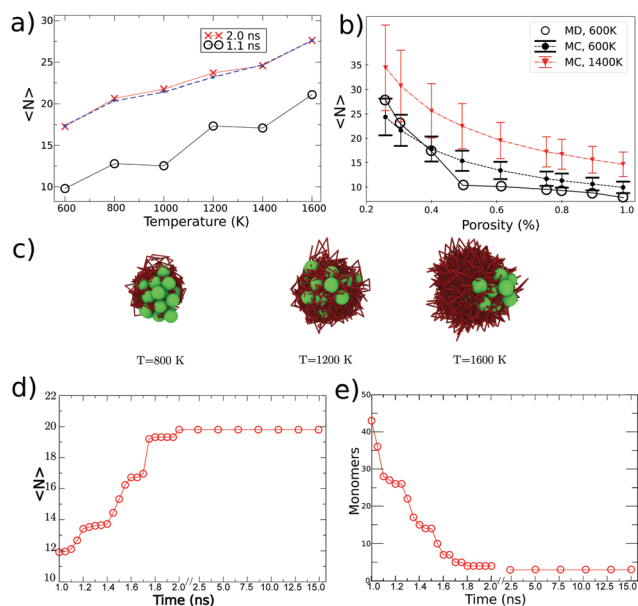 a)
<N>
30
25
20
15
10
600
800
1000
1200
1400
1600
Temperature (K)
2.0 ns
1.1 ns
b)
<N>
40
35
30
25
20
15
10
0.2
0.4
0.6
0.8
1.0
Porosity (%)
MD, 600K
MC, 600K
MC, 1400K
c)
T=800 K
T=1200 K
T=1600 K
d)
<N>
22
20
18
16
14
12
10
1.0
1.2
1.4
1.6
1.8
2.0
//
2.5
5.0
7.5
10.0
12.5
15.0
Time (ns)
e)
Monomers
50
40
30
20
10
0
1.0
1.2
1.4
1.6
1.8
2.0
//
2.5
5.0
7.5
10.0
12.5
15.0
Time (ns)